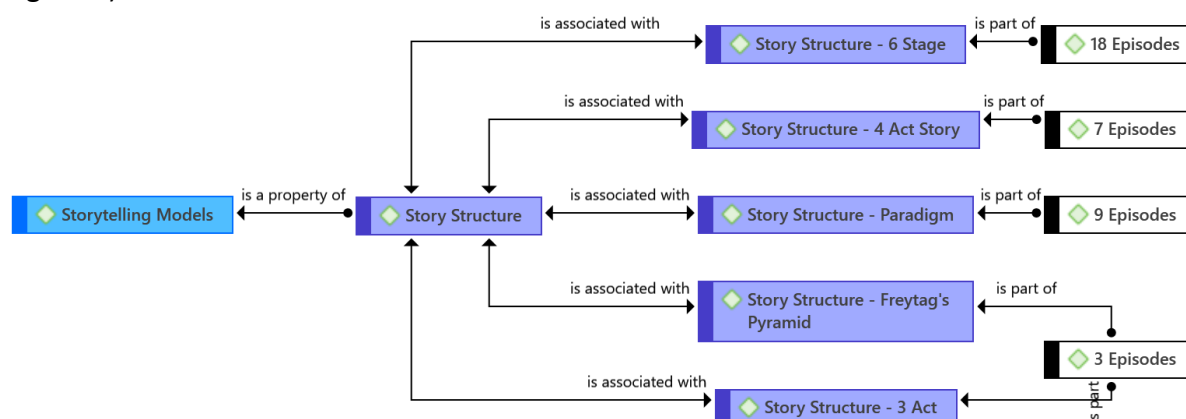 is associated with
Story Structure - 6 Stage
is part of
18 Episodes
is associated with
Story Structure - 4 Act Story
is part of
7 Episodes
Storytelling Models
is a property of
Story Structure
is associated with
Story Structure - Paradigm
is part of
9 Episodes
is associated with
Story Structure - Freytag's
Pyramid
is part of
3 Episodes
is associated with
Story Structure - 3 Act